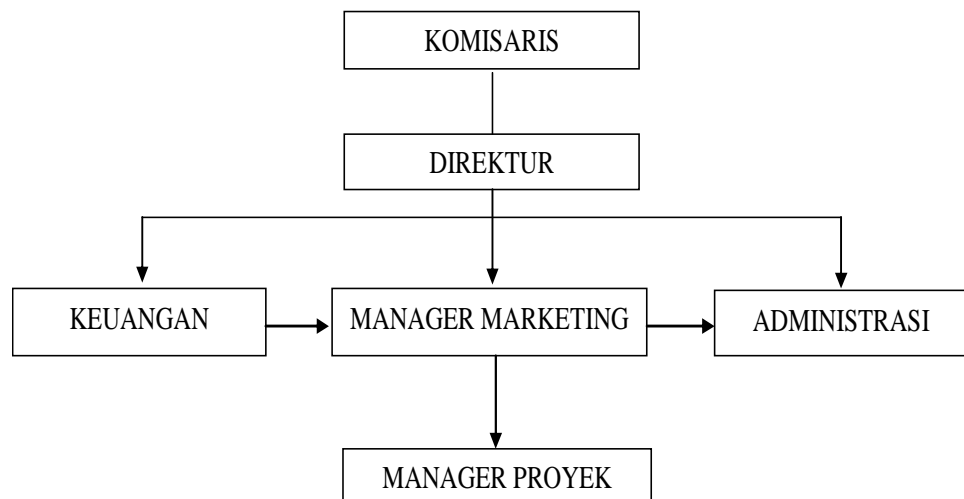 KOMISARIS
DIREKTUR
KEUANGAN
MANAGER MARKETING
ADMINISTRASI
MANAGER PROYEK